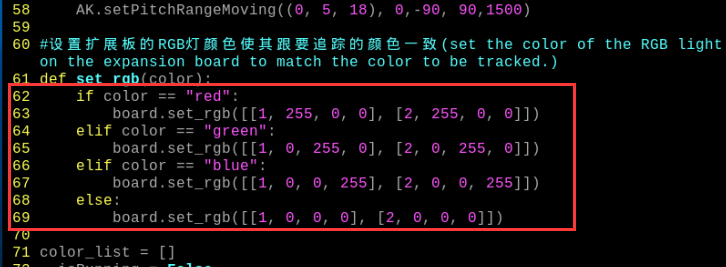 58     AK.setPitchRangeMoving((0, 5, 18), 0,-90, 90,1500)
59
60 #设置扩展板的RGB灯颜色使其跟要追踪的颜色一致(set the color of the RGB light
on the expansion board to match the color to be tracked.)
61 def set_rgb(color):
62     if color == "red":
63         board.set_rgb([[1, 255, 0, 0], [2, 255, 0, 0]])
64     elif color == "green":
65         board.set_rgb([[1, 0, 255, 0], [2, 0, 255, 0]])
66     elif color == "blue":
67         board.set_rgb([[1, 0, 0, 255], [2, 0, 0, 255]])
68     else:
69         board.set_rgb([[1, 0, 0, 0], [2, 0, 0, 0]])
70
71 color_list = []